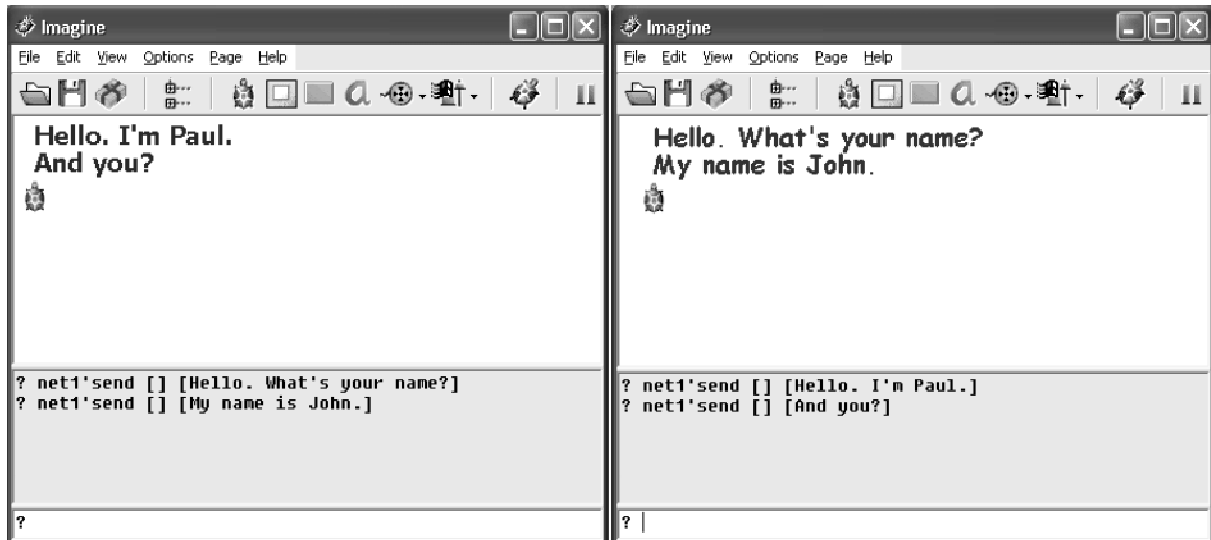 Imagine
File Edit View Options Page Help
Hello. I'm Paul.
And you?
? net1'send [] [Hello. What's your name?]
? net1'send [] [My name is John.]
?
Imagine
File Edit View Options Page Help
Hello. What's your name?
My name is John.
? net1'send [] [Hello. I'm Paul.]
? net1'send [] [And you?]
?